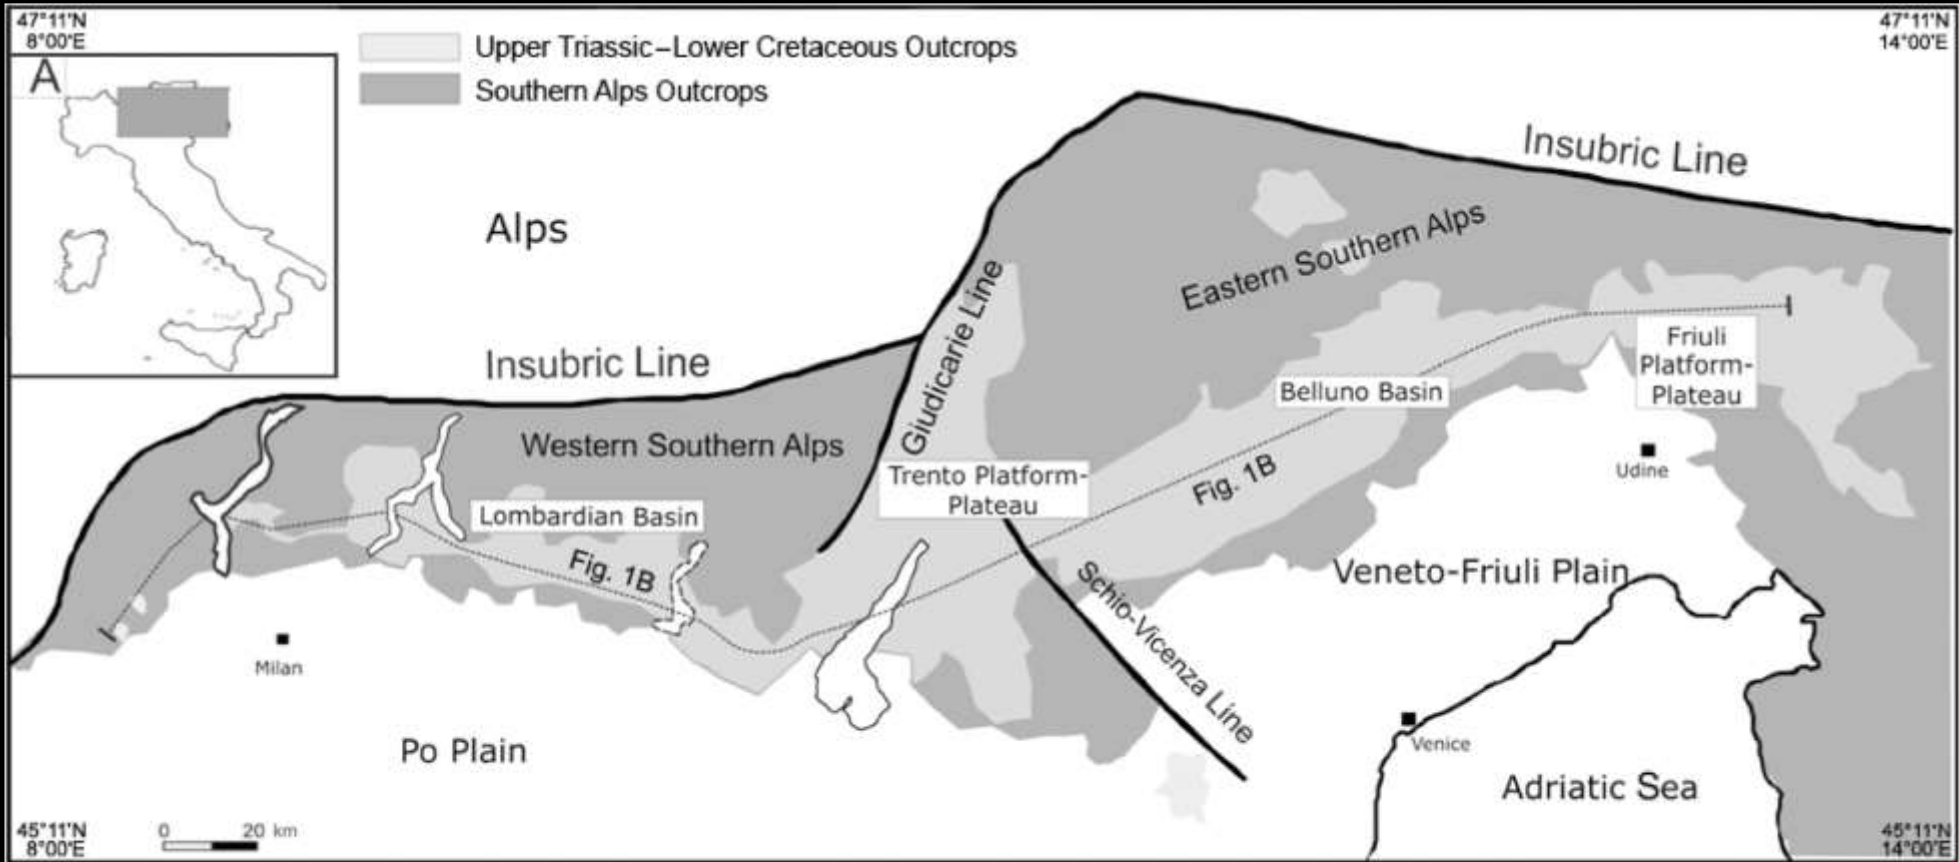 47°11'N
8°00'E
47°11'N
14°00'E
A
Upper Triassic–Lower Cretaceous Outcrops
Southern Alps Outcrops
Insubric Line
Alps
Eastern Southern Alps
Insubric Line
Giudicarie Line
Friuli
Platform-
Plateau
Belluno Basin
Western Southern Alps
Trento Platform-
Plateau
Fig. 1B
Udine
Lombardian Basin
Fig. 1B
Veneto-Friuli Plain
Schio-Vicenza Line
Milan
Po Plain
Venice
Adriatic Sea
45°11'N
8°00'E
0 20 km
45°11'N
14°00'E